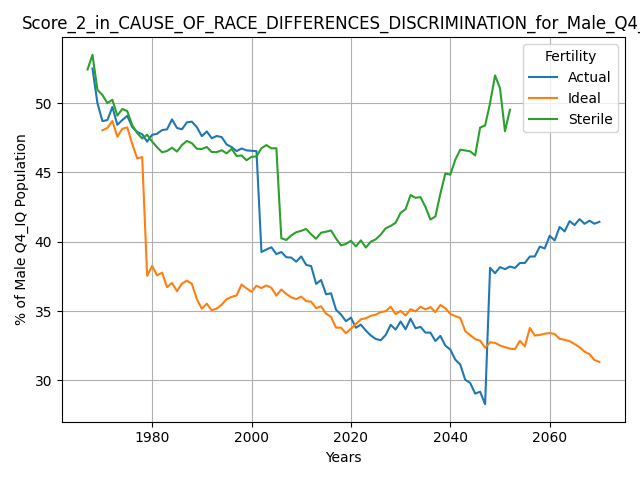 Score_2_in_CAUSE_OF_RACE_DIFFERENCES_DISCRIMINATION_for_Male_Q4_
Fertility
Actual
Ideal
Sterile
% of Male Q4_IQ Population
50
45
40
35
30
1980 2000 2020 2040 2060
Years